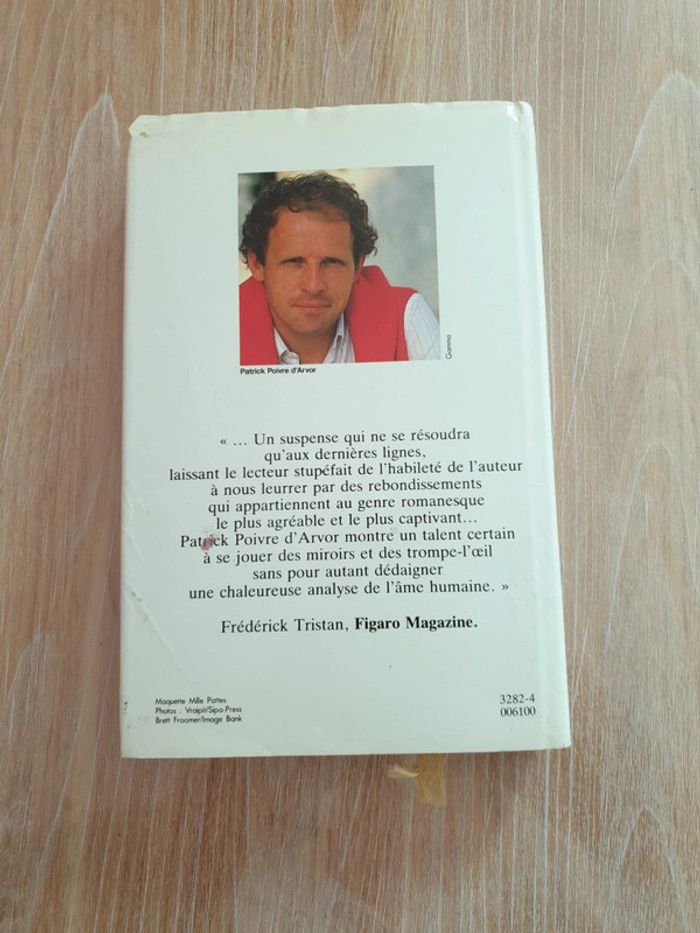 Gamma
Patrick Poivre d'Arvor
« ... Un suspense qui ne se résoudra
qu'aux dernières lignes,
laissant le lecteur stupéfait de l'habileté de l'auteur
à nous leurrer par des rebondissements
qui appartiennent au genre romanesque
le plus agréable et le plus captivant...
Patrick Poivre d'Arvor montre un talent certain
à se jouer des miroirs et des trompe-l'œil
sans pour autant dédaigner
une chaleureuse analyse de l'âme humaine. »
Frédérick Tristan, Figaro Magazine.
Maquette Mille Pattes
Photos : Vraipit/Sipa-Press
Brett Froomer/Image Bank
3282-4
006100